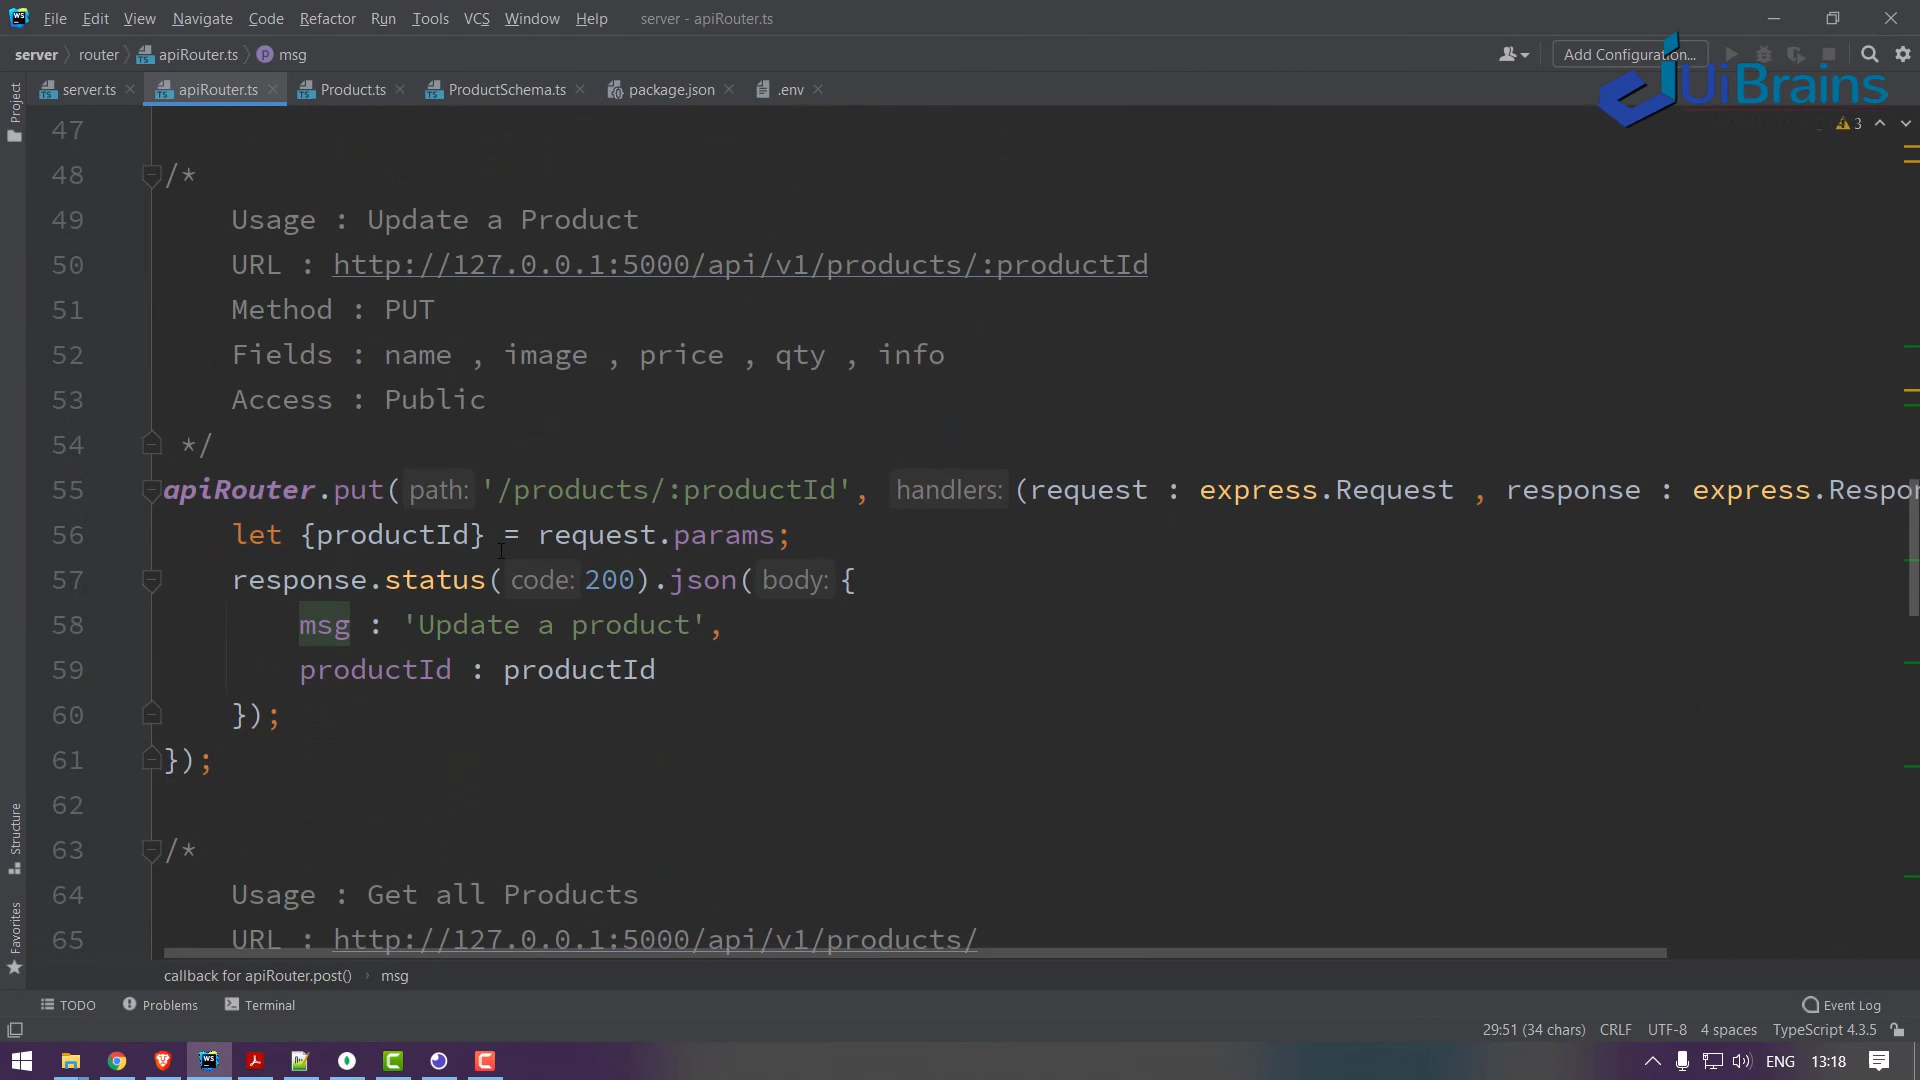 File Edit View Navigate Code Refactor Run Tools VCS Window Help server - apiRouter.ts
server router apiRouter.ts msg Add Configuration...
UiBrains
Project
server.ts apiRouter.ts Product.ts ProductSchema.ts package.json .env
3
47
48 /*
49 Usage : Update a Product
50 URL : http://127.0.0.1:5000/api/v1/products/:productId
51 Method : PUT
52 Fields : name , image , price , qty , info
53 Access : Public
54 */
55 apiRouter.put( path: '/products/:productId', handlers: (request : express.Request , response : express.Respon
56 let {productId} = request.params;
57 response.status( code: 200).json( body: {
58 msg : 'Update a product',
59 productId : productId
60 });
61 });
62
63 /*
64 Usage : Get all Products
65 URL : http://127.0.0.1:5000/api/v1/products/
Structure
Favorites
callback for apiRouter.post() msg
TODO Problems Terminal Event Log
29:51 (34 chars) CRLF UTF-8 4 spaces TypeScript 4.3.5
WS ENG 13:18